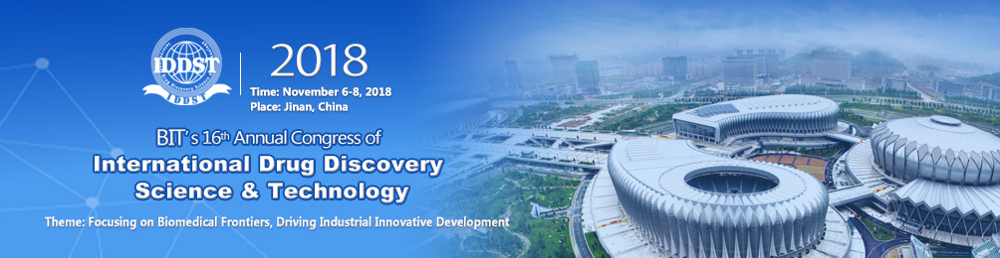 IDDST
IDDST
2018
Time: November 6-8, 2018
Place: Jinan, China
BIT's 16th Annual Congress of
International Drug Discovery
Science & Technology
Theme: Focusing on Biomedical Frontiers, Driving Industrial Innovative Development